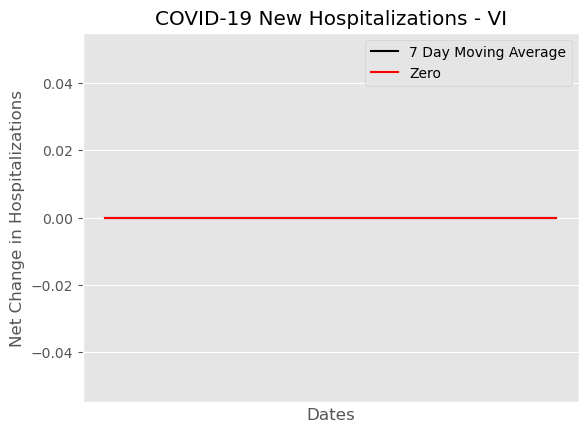 COVID-19 New Hospitalizations - VI
7 Day Moving Average
Zero
Net Change in Hospitalizations
0.04
0.02
0.00
−0.02
−0.04
Dates